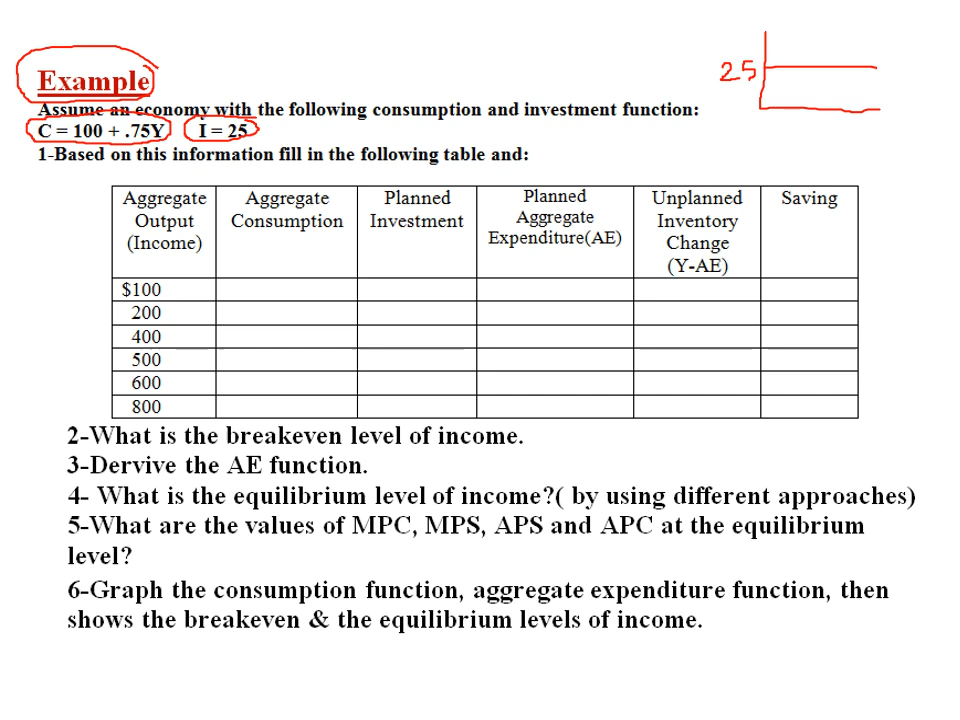 25
Example
Assume an economy with the following consumption and investment function:
C = 100 + .75Y I = 25
1-Based on this information fill in the following table and:
Aggregate Output (Income) Aggregate Consumption Planned Investment Planned Aggregate Expenditure(AE) Unplanned Inventory Change (Y-AE) Saving
$100
200
400
500
600
800
2-What is the breakeven level of income.
3-Dervive the AE function.
4- What is the equilibrium level of income?( by using different approaches)
5-What are the values of MPC, MPS, APS and APC at the equilibrium
level?
6-Graph the consumption function, aggregate expenditure function, then
shows the breakeven & the equilibrium levels of income.